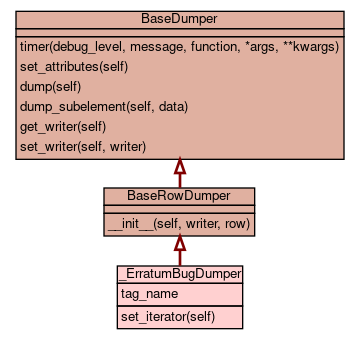 BaseDumper
timer(debug_level, message, function, *args, **kwargs)
set_attributes(self)
dump(self)
dump_subelement(self, data)
get_writer(self)
set_writer(self, writer)
BaseRowDumper
__init__(self, writer, row)
_ErratumBugDumper
tag_name
set_iterator(self)